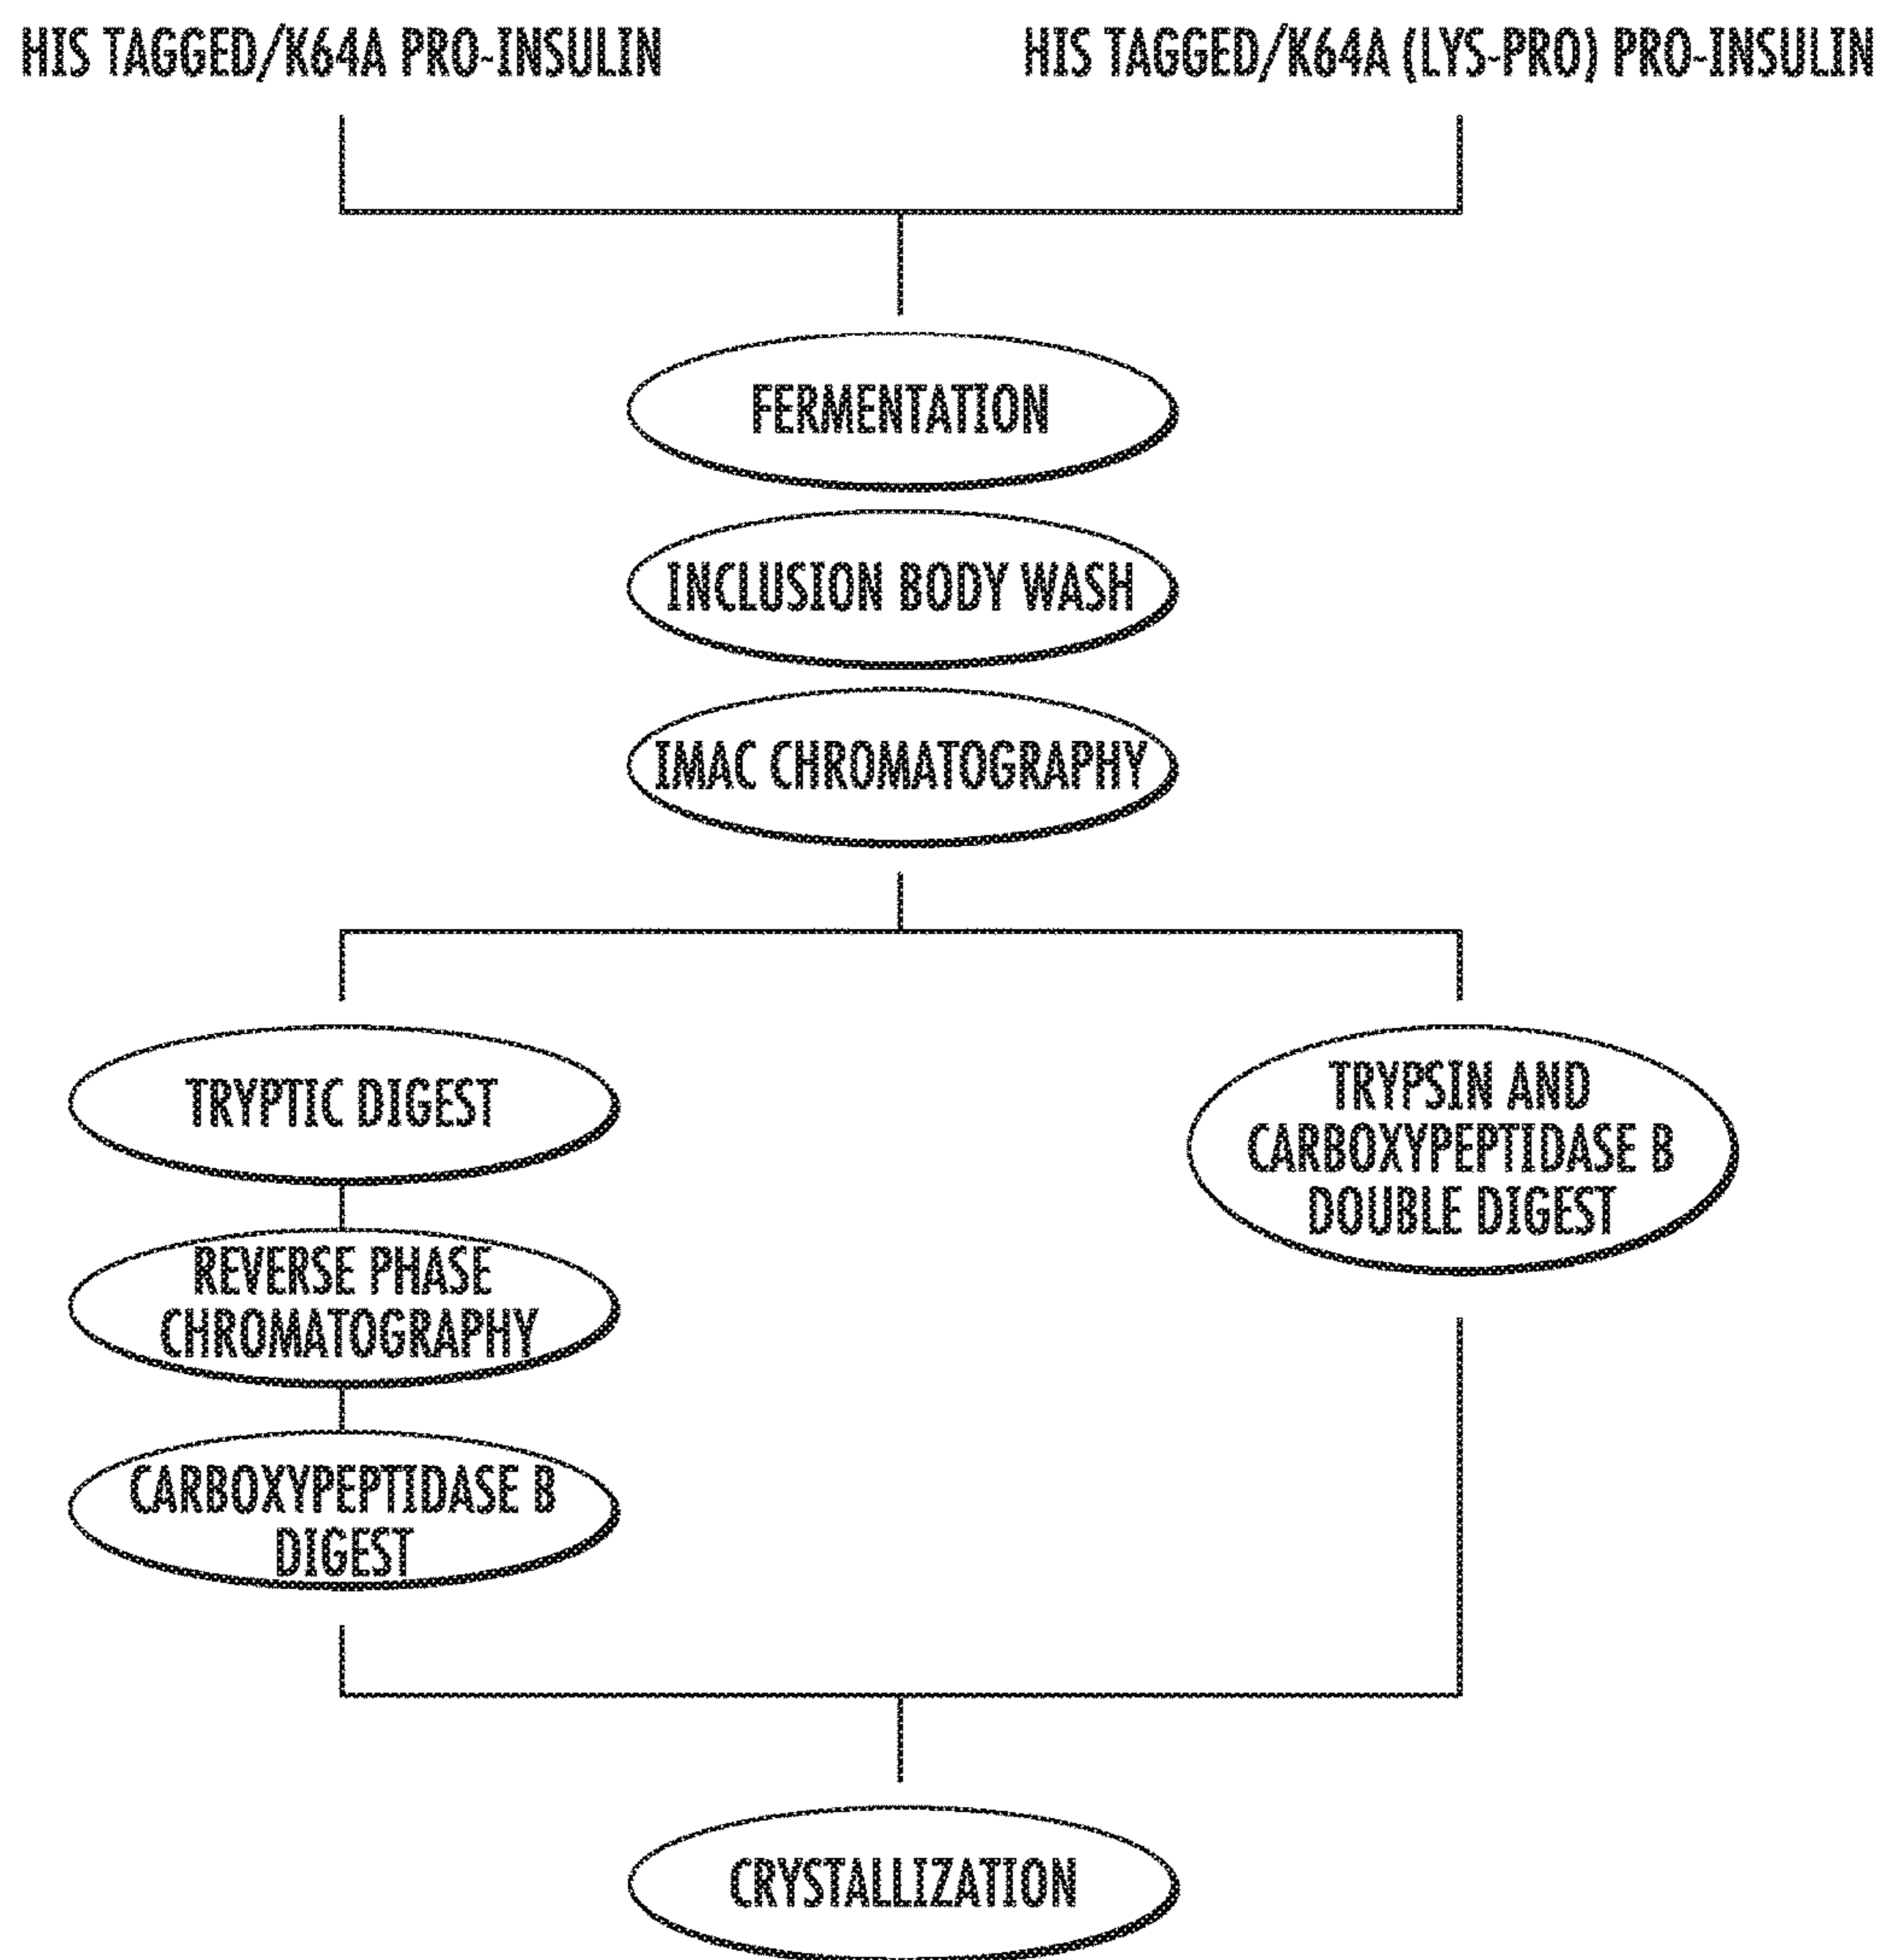 HIS TAGGED/K64A PRO-INSULIN
HIS TAGGED/K64A (LYS-PRO) PRO-INSULIN
FERMENTATION
INCLUSION BODY WASH
IMAC CHROMATOGRAPHY
TRYPTIC DIGEST
REVERSE PHASE
CHROMATOGRAPHY
CARBOXYPEPTIDASE B
DIGEST
TRYPSIN AND
CARBOXYPEPTIDASE B
DOUBLE DIGEST
CRYSTALLIZATION